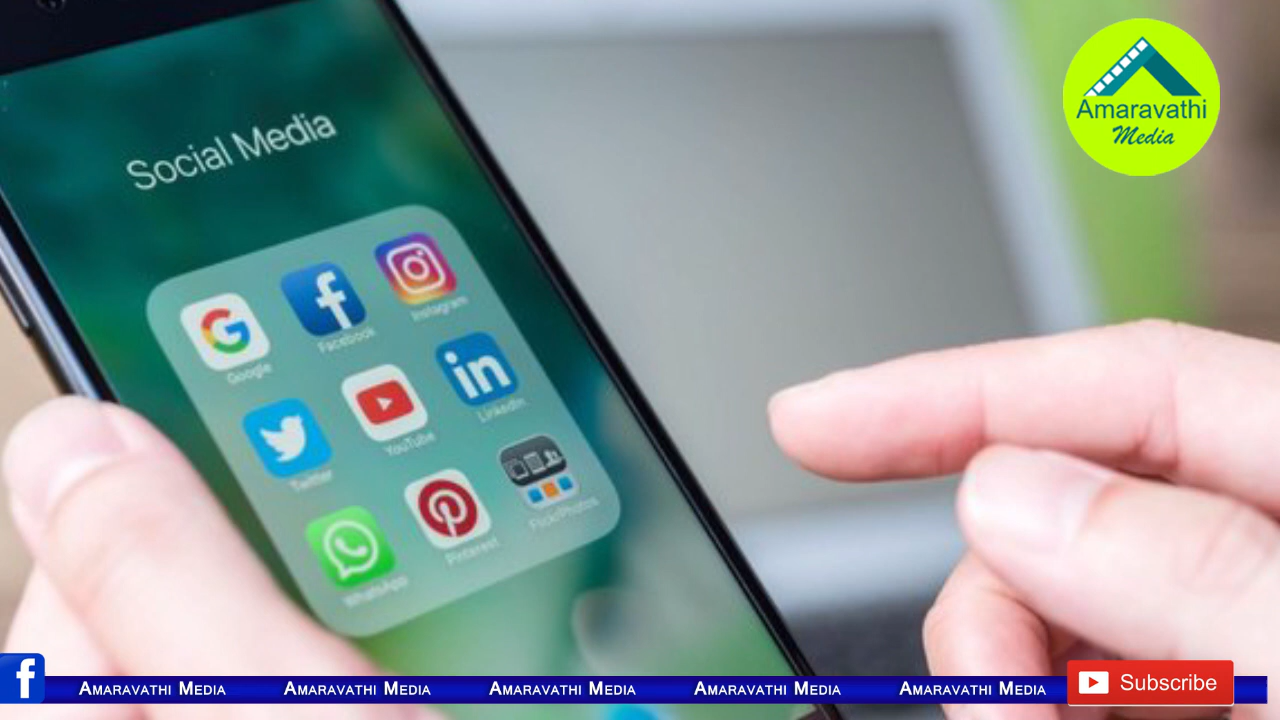 Social Media
Google
Facebook
Instagram
Twitter
YouTube
LinkedIn
WhatsApp
Pinterest
FlickrPhotos
Amaravathi
Media
Amaravathi Media Amaravathi Media Amaravathi Media Amaravathi Media Amaravathi Media
Subscribe